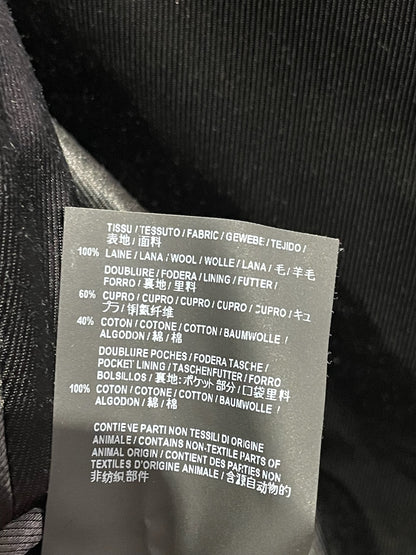 TISSU / TESSUTO / FABRIC / GEWEBE / TEJIDO /
表地 / 面料
100% LAINE / LANA / WOOL / WOLLE / LANA / 毛 / 羊毛
DOUBLURE / FODERA / LINING / FUTTER /
FORRO / 裏地 / 里料
60% CUPRO / CUPRO / CUPRO / CUPRO / CUPRO / キュ
プラ / 铜氨纤维
40% COTON / COTONE / COTTON / BAUMWOLLE /
ALGODON / 綿 / 棉
DOUBLURE POCHES / FODERA TASCHE /
POCKET LINING / TASCHENFUTTER / FORRO
BOLSILLOS / 裏地:ポケット部分 / 口袋里料
100% COTON / COTONE / COTTON / BAUMWOLLE /
ALGODON / 綿 / 棉
CONTIEVE PARTI NON TESSILI DI ORIGINE
ANIMALE / CONTAINS NON-TEXTILE PARTS OF
ANIMAL ORIGIN / CONTIENT DES PARTIES NON
TEXTILES D'ORIGINE ANIMALE / 含源自动物的
非纺织部件